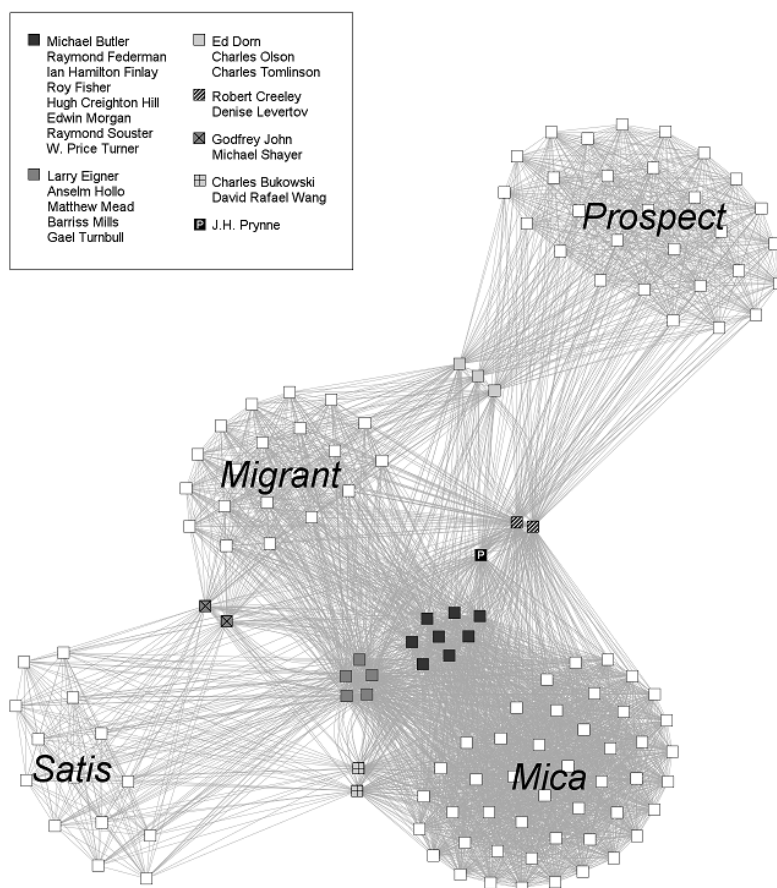 Michael Butler
Raymond Federman
Ian Hamilton Finlay
Roy Fisher
Hugh Creighton Hill
Edwin Morgan
Raymond Souster
W. Price Turner
Larry Eigner
Anselm Hollo
Matthew Mead
Barriss Mills
Gael Turnbull
Ed Dorn
Charles Olson
Charles Tomlinson
Robert Creeley
Denise Levertov
Godfrey John
Michael Shayer
Charles Bukowski
David Rafael Wang
P J.H. Prynne
Prospect
Migrant
P
Satis
Mica